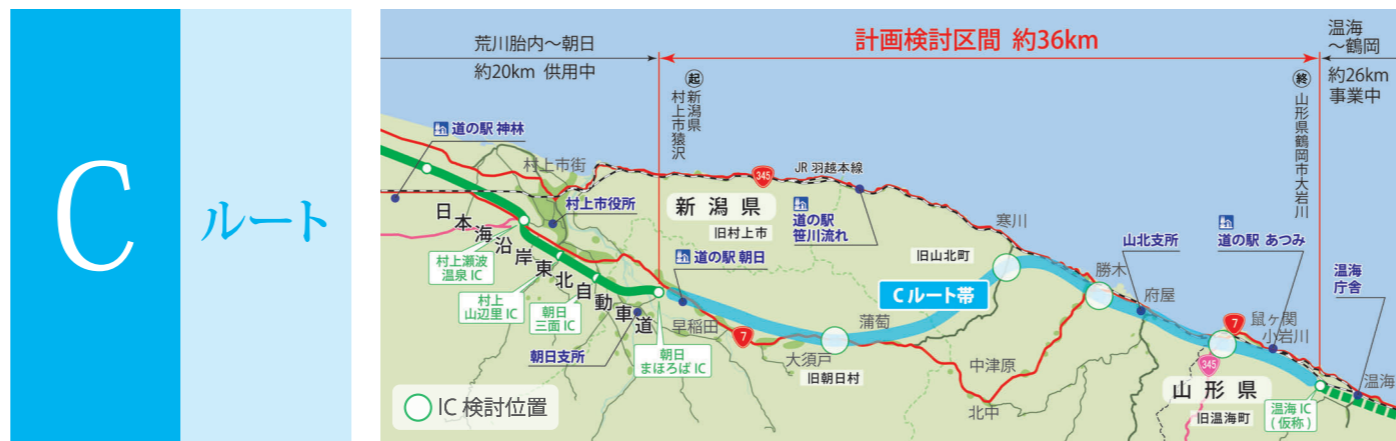 C
ルート
荒川胎内～朝日
約20km 供用中
計画検討区間 約36km
温海
～鶴岡
約26km
事業中
起
新潟県
村上市猿沢
終
山形県鶴岡市大岩川
道の駅 神林
村上市街
JR 羽越本線
345
村上市役所
新潟県
旧村上市
道の駅
笹川流れ
寒川
旧山北町
山北支所
道の駅 あつみ
日本海沿岸東北自動車道
村上瀬波
温泉 IC
村上
山辺里 IC
朝日
三面 IC
朝日支所
朝日
まほろば IC
道の駅 朝日
早稲田
7
大須戸
旧朝日村
蒲萄
C ルート帯
中津原
北中
勝木
府屋
鼠ヶ関
7
小岩川
345
山形県
旧温海町
温海
庁舎
温海
温海 IC
(仮称)
IC 検討位置